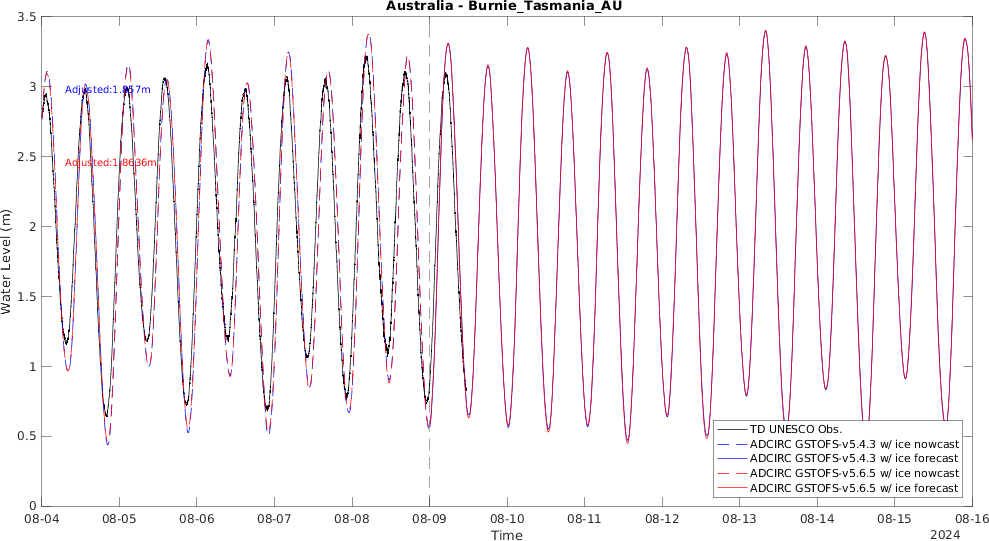 Australia - Burnie_Tasmania_AU
3.5
3
2.5
2
1.5
1
0.5
0
Water Level (m)
Adjusted:1.857m
Adjusted:1.8636m
TD UNESCO Obs.
ADCIRC GSTOFS-v5.4.3 w/ ice nowcast
ADCIRC GSTOFS-v5.4.3 w/ ice forecast
ADCIRC GSTOFS-v5.6.5 w/ ice nowcast
ADCIRC GSTOFS-v5.6.5 w/ ice forecast
08-04 08-05 08-06 08-07 08-08 08-09 08-10 08-11 08-12 08-13 08-14 08-15 08-16
Time
2024